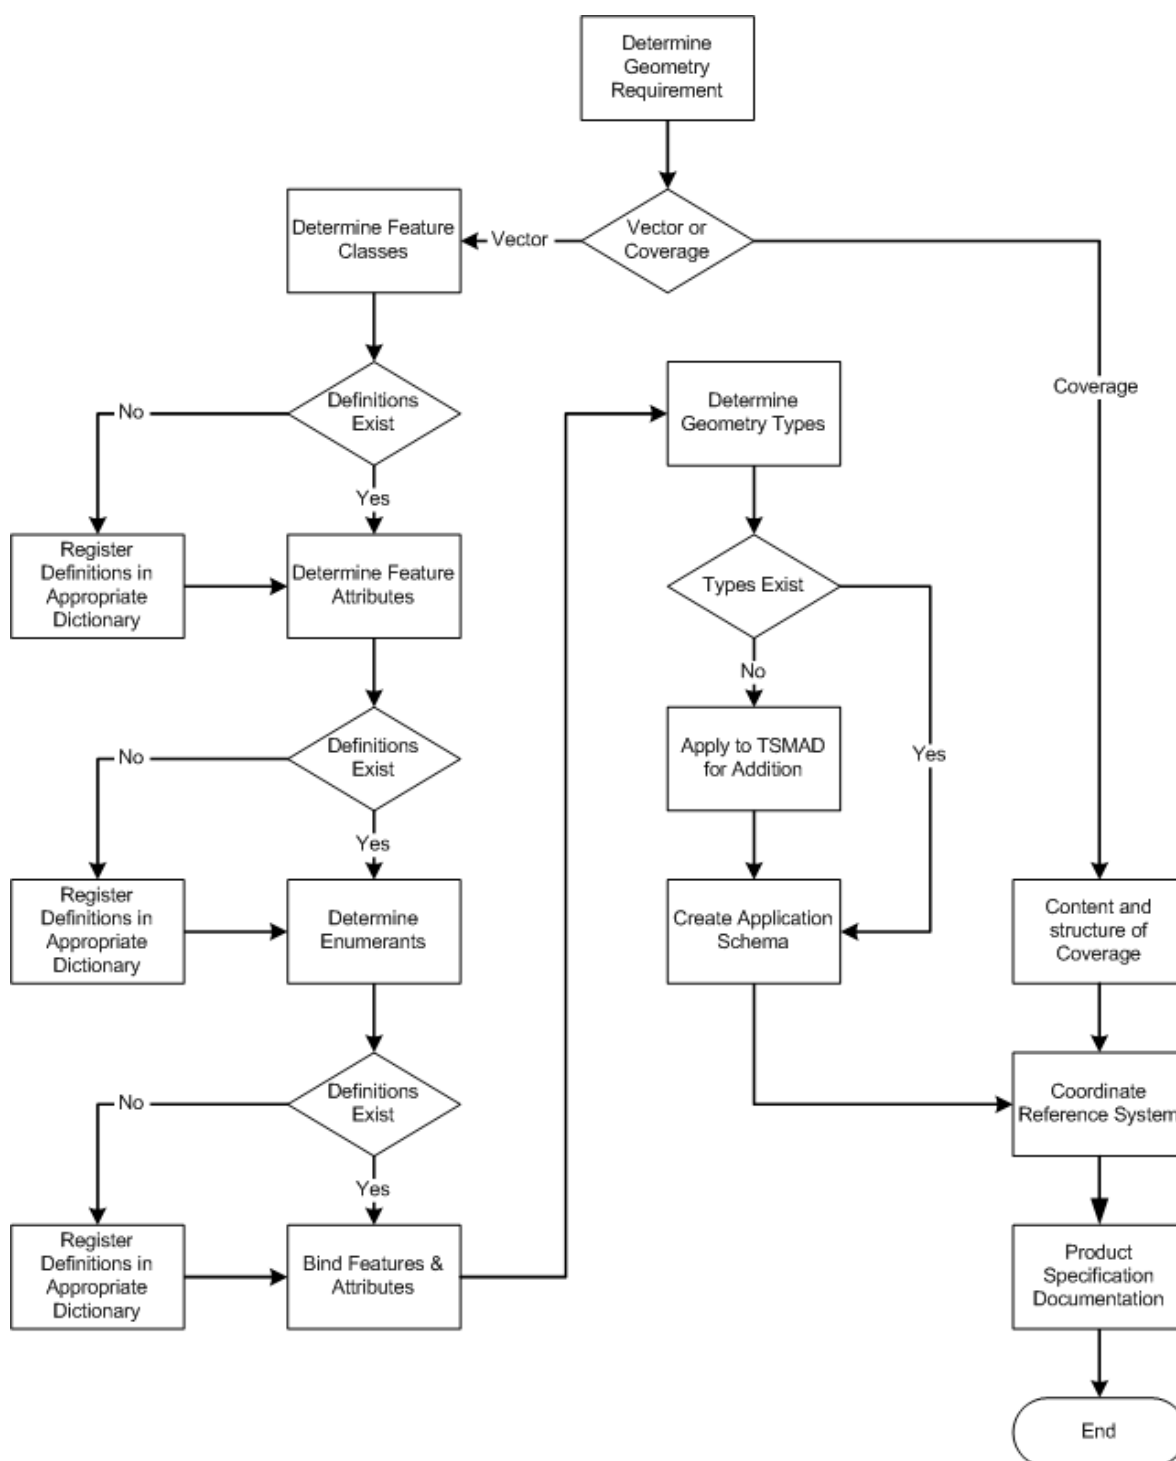 Determine
Geometry
Requirement
Vector or
Coverage
Vector
Determine Feature
Classes
Coverage
Definitions
Exist
No
Yes
Register
Definitions in
Appropriate
Dictionary
Determine Feature
Attributes
Definitions
Exist
No
Yes
Register
Definitions in
Appropriate
Dictionary
Determine
Enumerants
Definitions
Exist
No
Yes
Register
Definitions in
Appropriate
Dictionary
Bind Features &
Attributes
Determine
Geometry Types
Types Exist
No
Yes
Apply to TSMAD
for Addition
Create Application
Schema
Content and
structure of
Coverage
Coordinate
Reference System
Product
Specification
Documentation
End